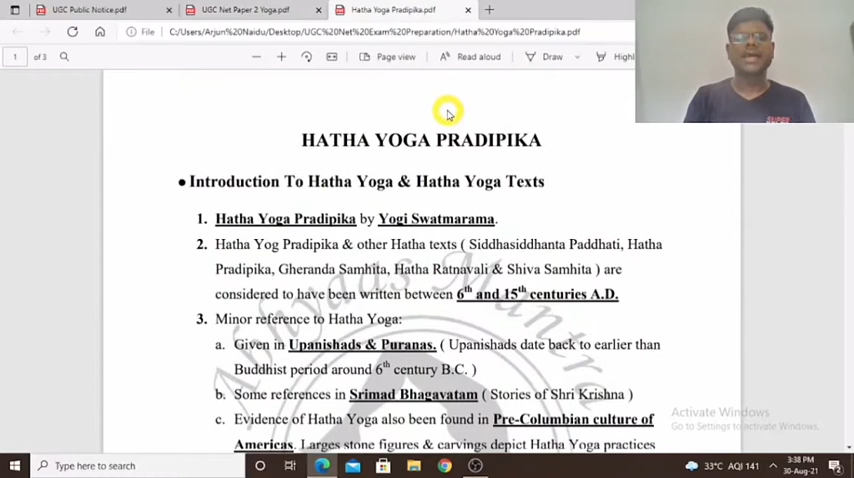 UGC Public Notice.pdf
UGC Net Paper 2 Yoga.pdf
Hatha Yoga Pradipika.pdf
File
C:/Users/Arjun%20Naidu/Desktop/UGC%20Net%20Exam%20Preparation/Hatha%20Yoga%20Pradipika.pdf
1 of 3
Page view
Read aloud
Draw
Highl
SUPER
HATHA YOGA PRADIPIKA
• Introduction To Hatha Yoga & Hatha Yoga Texts
1. Hatha Yoga Pradipika by Yogi Swatmarama.
2. Hatha Yog Pradipika & other Hatha texts ( Siddhasiddhanta Paddhati, Hatha
Pradipika, Gheranda Samhita, Hatha Ratnavali & Shiva Samhita ) are
considered to have been written between 6th and 15th centuries A.D.
3. Minor reference to Hatha Yoga:
a. Given in Upanishads & Puranas. ( Upanishads date back to earlier than
Buddhist period around 6th century B.C. )
b. Some references in Srimad Bhagavatam ( Stories of Shri Krishna )
c. Evidence of Hatha Yoga also been found in Pre-Columbian culture of
Americas. Larges stone figures & carvings depict Hatha Yoga practices
Abhyaas Mantra
Activate Windows
Go to Settings to activate Windows.
Type here to search
33°C AQI 141
3:38 PM
30-Aug-21
2